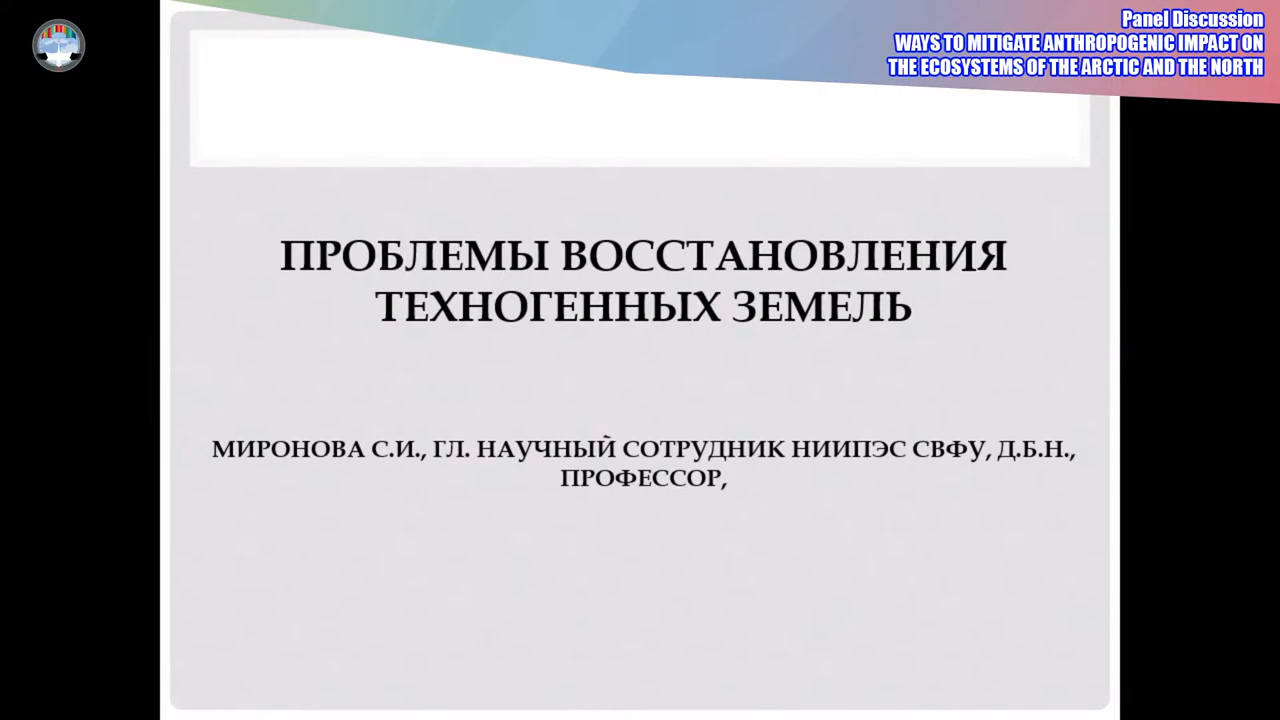 Panel Discussion
WAYS TO MITIGATE ANTHROPOGENIC IMPACT ON
THE ECOSYSTEMS OF THE ARCTIC AND THE NORTH
ПРОБЛЕМЫ ВОССТАНОВЛЕНИЯ
ТЕХНОГЕННЫХ ЗЕМЕЛЬ
МИРОНОВА С.И., ГЛ. НАУЧНЫЙ СОТРУДНИК НИИПЭС СВФУ, Д.Б.Н.,
ПРОФЕССОР,